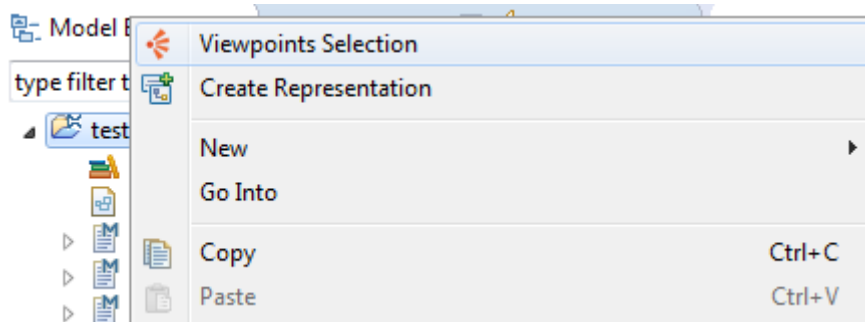 Model E
type filter t
test
Viewpoints Selection
Create Representation
New
Go Into
Copy Ctrl+C
Paste Ctrl+V